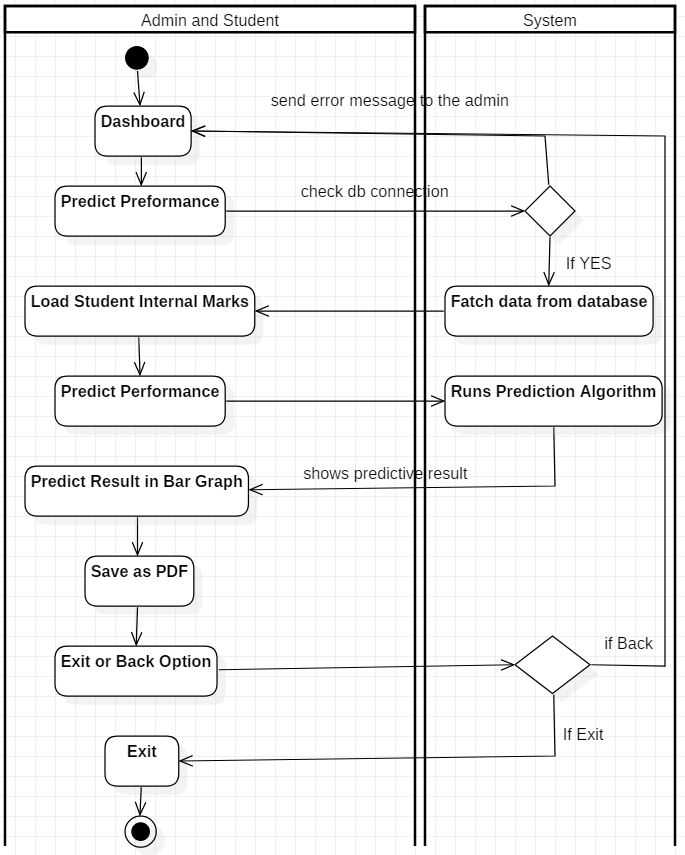 Admin and Student
System
send error message to the admin
Dashboard
Predict Preformance
check db connection
If YES
Load Student Internal Marks
Fatch data from database
Predict Performance
Runs Prediction Algorithm
Predict Result in Bar Graph
shows predictive result
Save as PDF
Exit or Back Option
if Back
If Exit
Exit